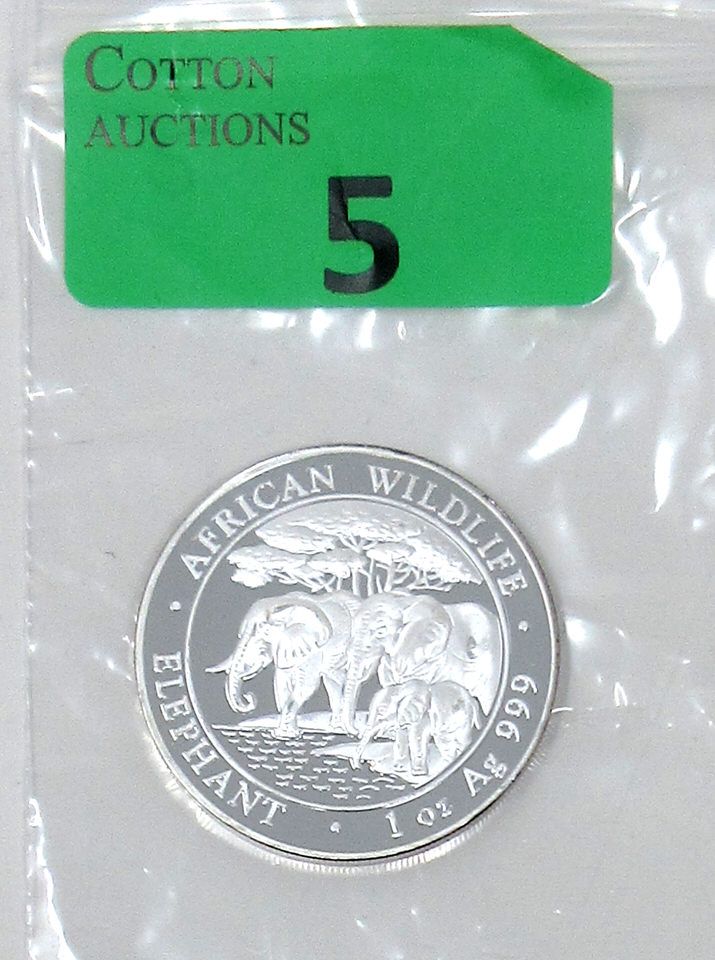 COTTON
AUCTIONS
5
AFRICAN WILDLIFE
ELEPHANT
1 oz Ag 999